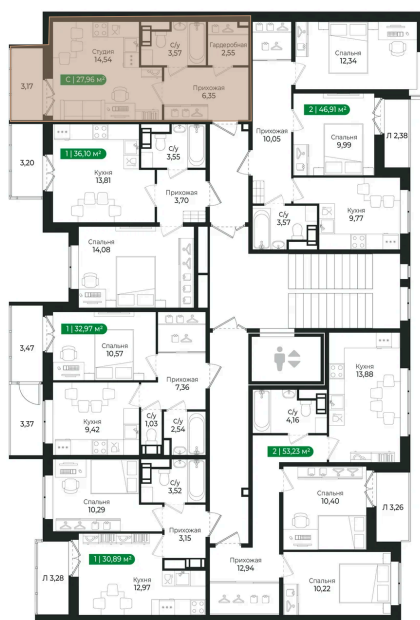 Студия
14,54
С/у
3,57
Гардеробная
2,55
Спальня
12,34
С | 27,96 м²
3,17
Прихожая
6,35
2 | 46,91 м²
Спальня
9,99
Л 2,38
Прихожая
10,05
1 | 36,10 м²
С/у
3,55
3,20
Кухня
13,81
Прихожая
3,70
С/у
3,57
Кухня
9,77
Спальня
14,08
1 | 32,97 м²
Спальня
10,57
3,47
Прихожая
7,36
Кухня
13,88
3,37
Кухня
9,42
С/у
1,03
С/у
2,54
С/у
4,16
2 | 53,23 м²
Спальня
10,29
С/у
3,52
Спальня
10,40
Л 3,26
Прихожая
3,15
1 | 30,89 м²
Л 3,28
Кухня
12,97
Прихожая
12,94
Спальня
10,22